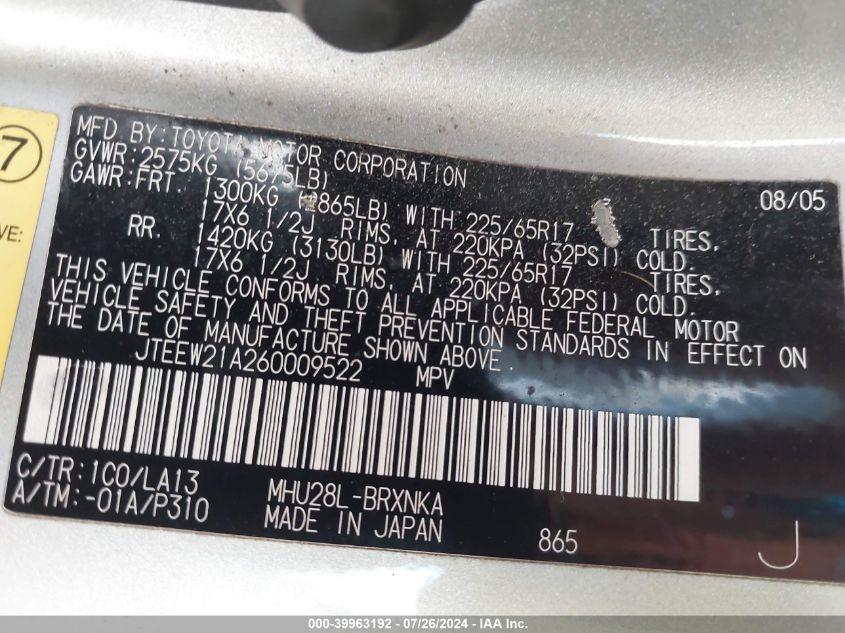 7
VE:
MFD BY:TOYOTA MOTOR CORPORATION 08/05
GVWR:2575KG (5675LB)
GAWR:FRT. 1300KG (2865LB) WITH 225/65R17 TIRES,
17X6 1/2J RIMS, AT 220KPA (32PSI) COLD.
RR. 1420KG (3130LB) WITH 225/65R17 TIRES,
17X6 1/2J RIMS, AT 220KPA (32PSI) COLD.
THIS VEHICLE CONFORMS TO ALL APPLICABLE FEDERAL MOTOR
VEHICLE SAFETY AND THEFT PREVENTION STANDARDS IN EFFECT ON
THE DATE OF MANUFACTURE SHOWN ABOVE.
JTEEW21A260009522 MPV
C/TR:1C0/LA13 MHU28L-BRXNKA
A/TM:-01A/P310 MADE IN JAPAN 865 J
000-39963192 - 07/26/2024 - IAA Inc.